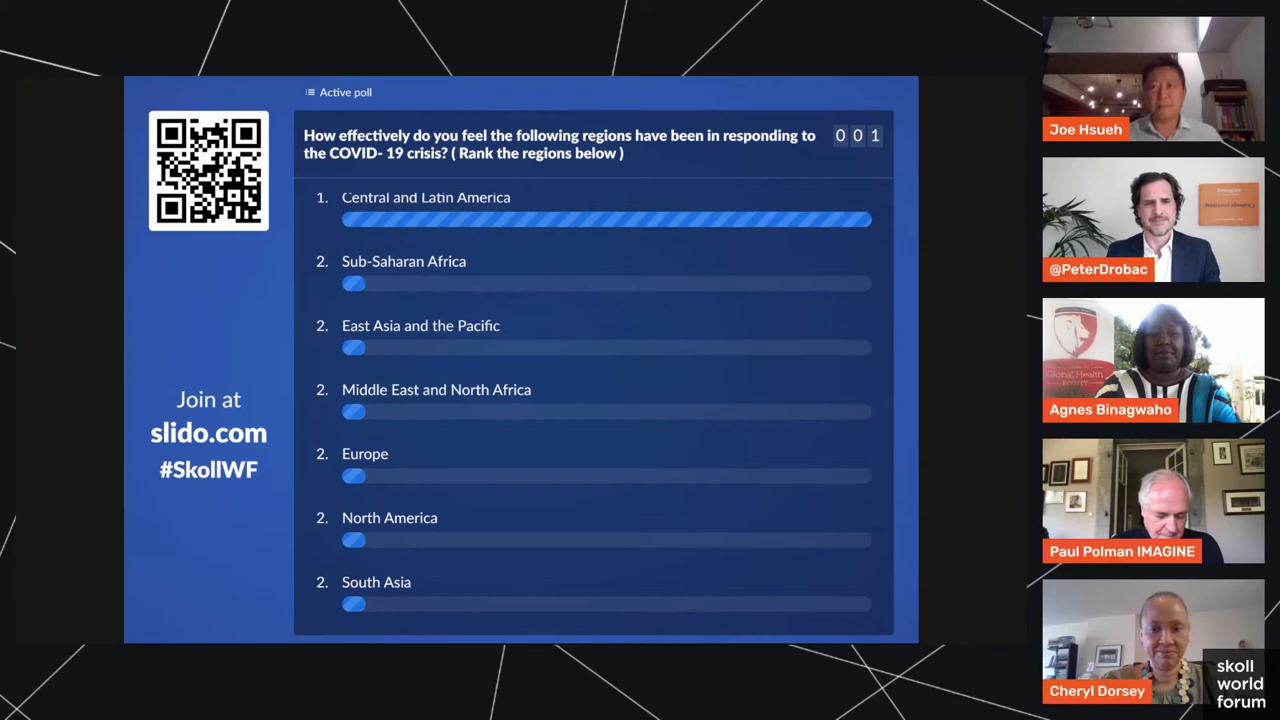 Active poll
How effectively do you feel the following regions have been in responding to
the COVID- 19 crisis? ( Rank the regions below )
0 0 1
1. Central and Latin America
2. Sub-Saharan Africa
2. East Asia and the Pacific
2. Middle East and North Africa
2. Europe
2. North America
2. South Asia
Join at
slido.com
#SkollWF
Joe Hsueh
@PeterDrobac
Global Health
Agnes Binagwaho
Paul Polman IMAGINE
Cheryl Dorsey
skoll
world
forum